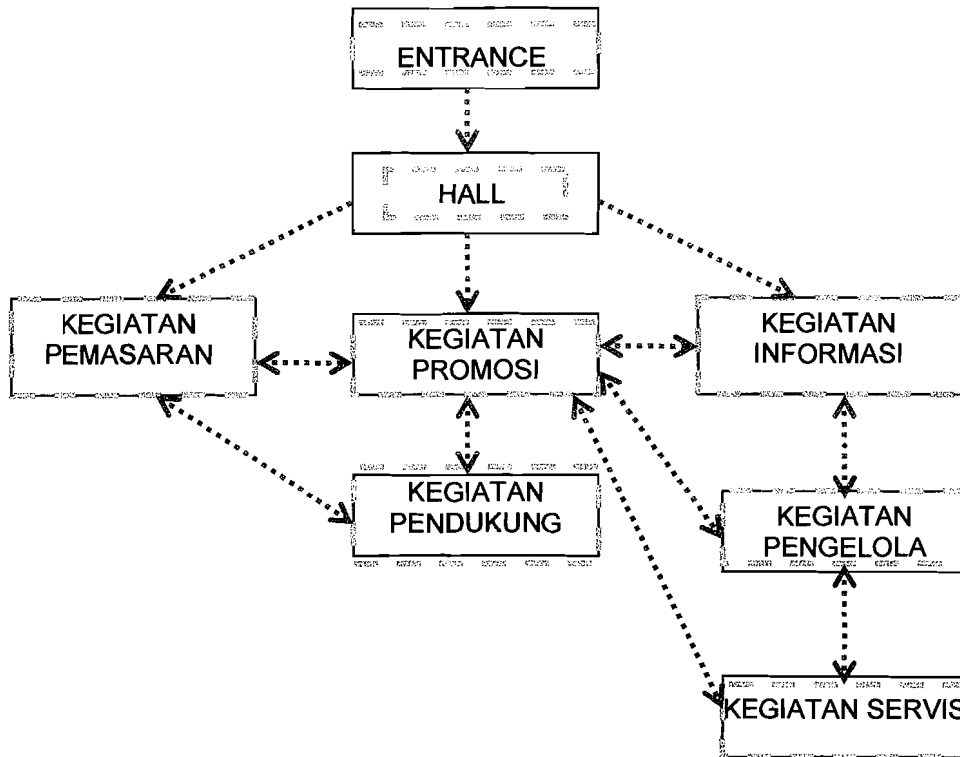 ENTRANCE
HALL
KEGIATAN
PEMASARAN
KEGIATAN
PROMOSI
KEGIATAN
INFORMASI
KEGIATAN
PENDUKUNG
KEGIATAN
PENGELOLA
KEGIATAN SERVIS